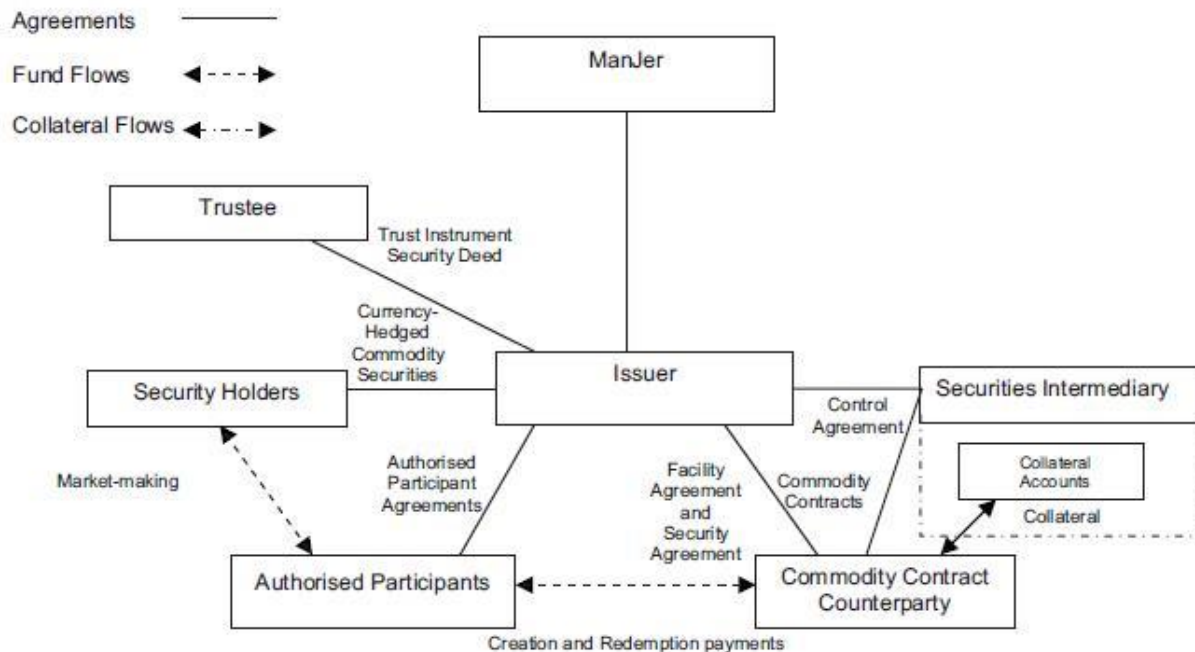 Agreements
Fund Flows
Collateral Flows
ManJer
Trustee
Trust Instrument
Security Deed
Currency-
Hedged
Commodity
Securities
Issuer
Security Holders
Securities Intermediary
Control
Agreement
Market-making
Authorised
Participant
Agreements
Facility
Agreement
and
Security
Agreement
Commodity
Contracts
Collateral
Accounts
Collateral
Authorised Participants
Commodity Contract
Counterparty
Creation and Redemption payments